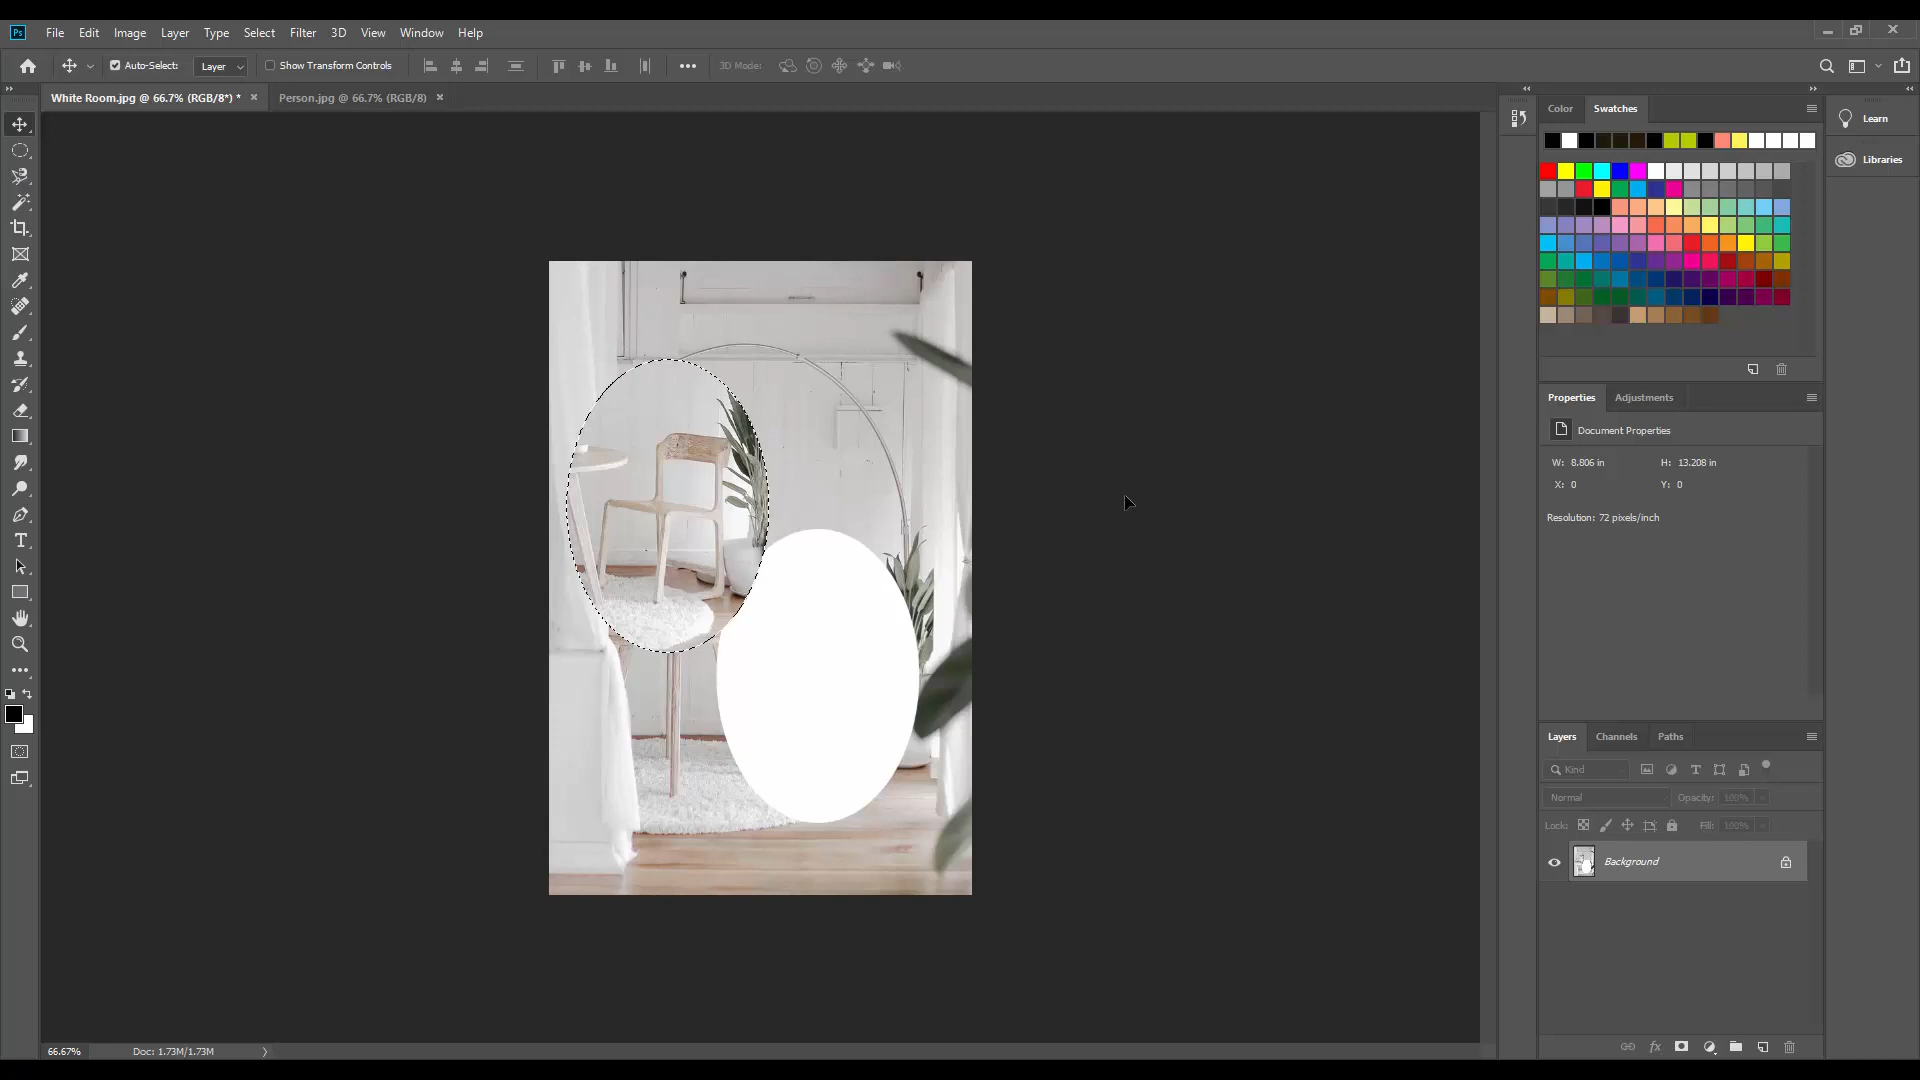 Ps File Edit Image Layer Type Select Filter 3D View Window Help
Auto-Select: Layer Show Transform Controls 3D Mode:
White Room.jpg @ 66.7% (RGB/8*) * Person.jpg @ 66.7% (RGB/8)
Color Swatches
Learn
Libraries
Properties Adjustments
Document Properties
W: 8.806 in H: 13.208 in
X: 0 Y: 0
Resolution: 72 pixels/inch
Layers Channels Paths
Kind
Normal Opacity: 100%
Lock: Fill: 100%
Background
66.67% Doc: 1.73M/1.73M